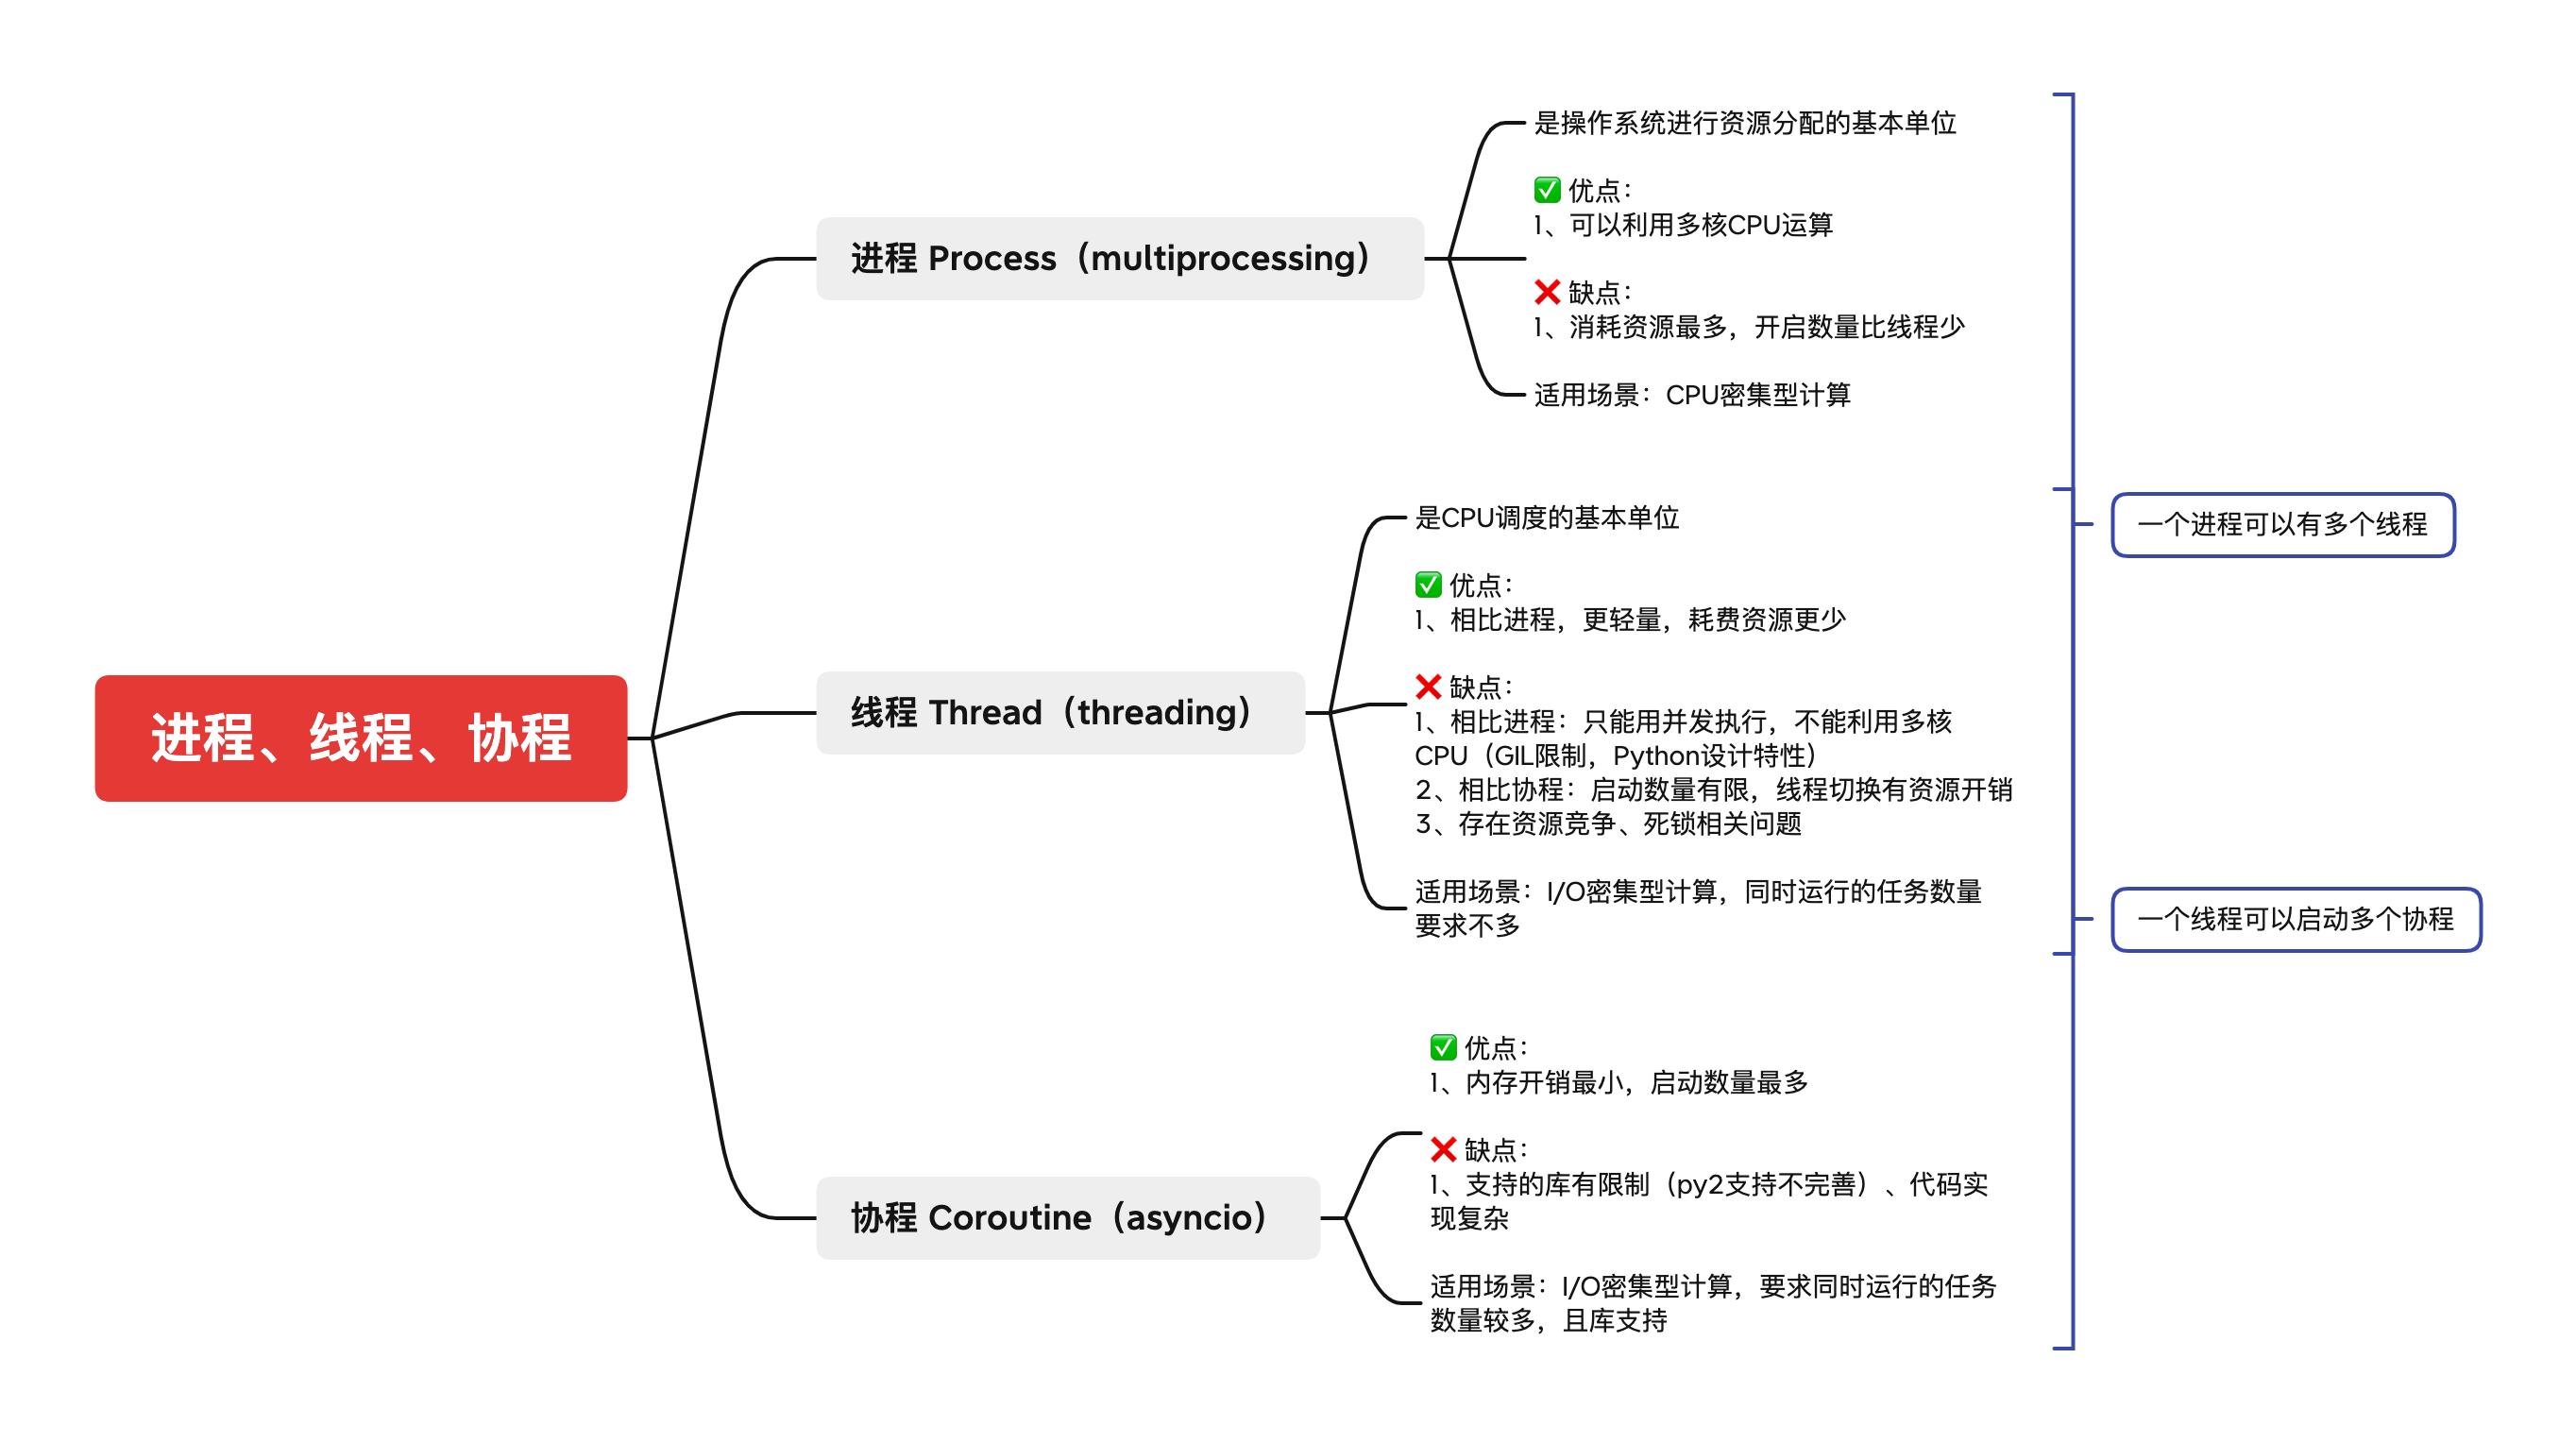 进程、线程、协程
进程 Process（multiprocessing）
是操作系统进行资源分配的基本单位
✅ 优点：
1、可以利用多核CPU运算
❌ 缺点：
1、消耗资源最多，开启数量比线程少
适用场景：CPU密集型计算
线程 Thread（threading）
是CPU调度的基本单位
✅ 优点：
1、相比进程，更轻量，耗费资源更少
❌ 缺点：
1、相比进程：只能用并发执行，不能利用多核
CPU（GIL限制，Python设计特性）
2、相比协程：启动数量有限，线程切换有资源开销
3、存在资源竞争、死锁相关问题
适用场景：I/O密集型计算，同时运行的任务数量
要求不多
协程 Coroutine（asyncio）
✅ 优点：
1、内存开销最小，启动数量最多
❌ 缺点：
1、支持的库有限制（py2支持不完善）、代码实
现复杂
适用场景：I/O密集型计算，要求同时运行的任务
数量较多，且库支持
一个进程可以有多个线程
一个线程可以启动多个协程